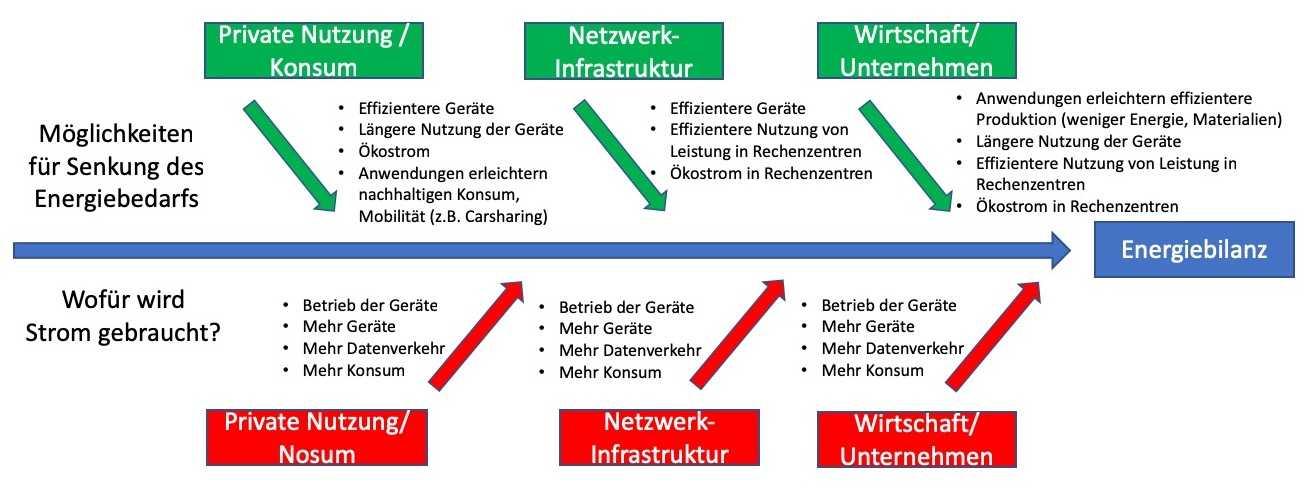 Private Nutzung /
Konsum
Netzwerk-
Infrastruktur
Wirtschaft/
Unternehmen
Möglichkeiten
für Senkung des
Energiebedarfs
• Effizientere Geräte
• Längere Nutzung der Geräte
• Ökostrom
• Anwendungen erleichtern
nachhaltigen Konsum,
Mobilität (z.B. Carsharing)
• Effizientere Geräte
• Effizientere Nutzung von
Leistung in Rechenzentren
• Ökostrom in Rechenzentren
• Anwendungen erleichtern effizientere
Produktion (weniger Energie, Materialien)
• Längere Nutzung der Geräte
• Effizientere Nutzung von Leistung in
Rechenzentren
• Ökostrom in Rechenzentren
Energiebilanz
Wofür wird
Strom gebraucht?
• Betrieb der Geräte
• Mehr Geräte
• Mehr Datenverkehr
• Mehr Konsum
• Betrieb der Geräte
• Mehr Geräte
• Mehr Datenverkehr
• Mehr Konsum
• Betrieb der Geräte
• Mehr Geräte
• Mehr Datenverkehr
• Mehr Konsum
Private Nutzung/
Nosum
Netzwerk-
Infrastruktur
Wirtschaft/
Unternehmen